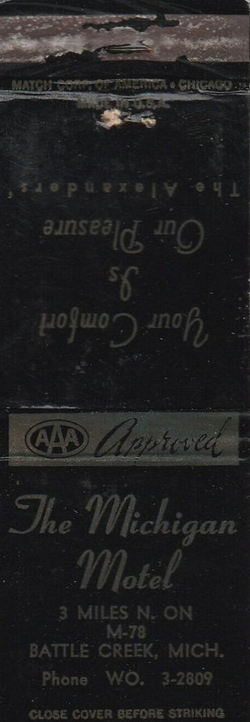 MATCH CORP. OF AMERICA • CHICAGO
MADE IN U.S.A.
Your Comfort
Is
Our Pleasure
The Alexanders
AAA Approved
The Michigan
Motel
3 MILES N. ON
M-78
BATTLE CREEK, MICH.
Phone WO. 3-2809
CLOSE COVER BEFORE STRIKING